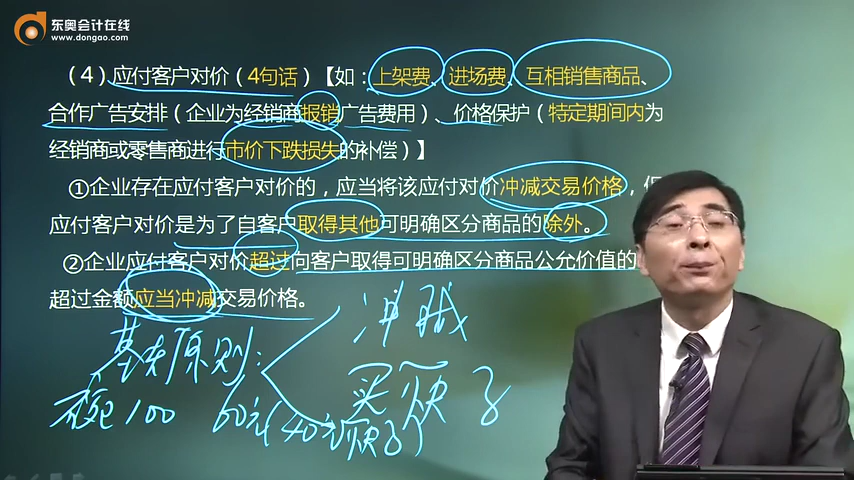 东奥会计在线
www.dongao.com
（4）应付客户对价（4句话）【如：上架费、进场费、互相销售商品、
合作广告安排（企业为经销商报销广告费用）、价格保护（特定期间内为
经销商或零售商进行市价下跌损失的补偿）】
①企业存在应付客户对价的，应当将该应付对价冲减交易价格，但
应付客户对价是为了自客户取得其他可明确区分商品的除外。
②企业应付客户对价超过向客户取得可明确区分商品公允价值的
超过金额应当冲减交易价格。
冲减
基本原则：
买 子
100 60元（40元 子）